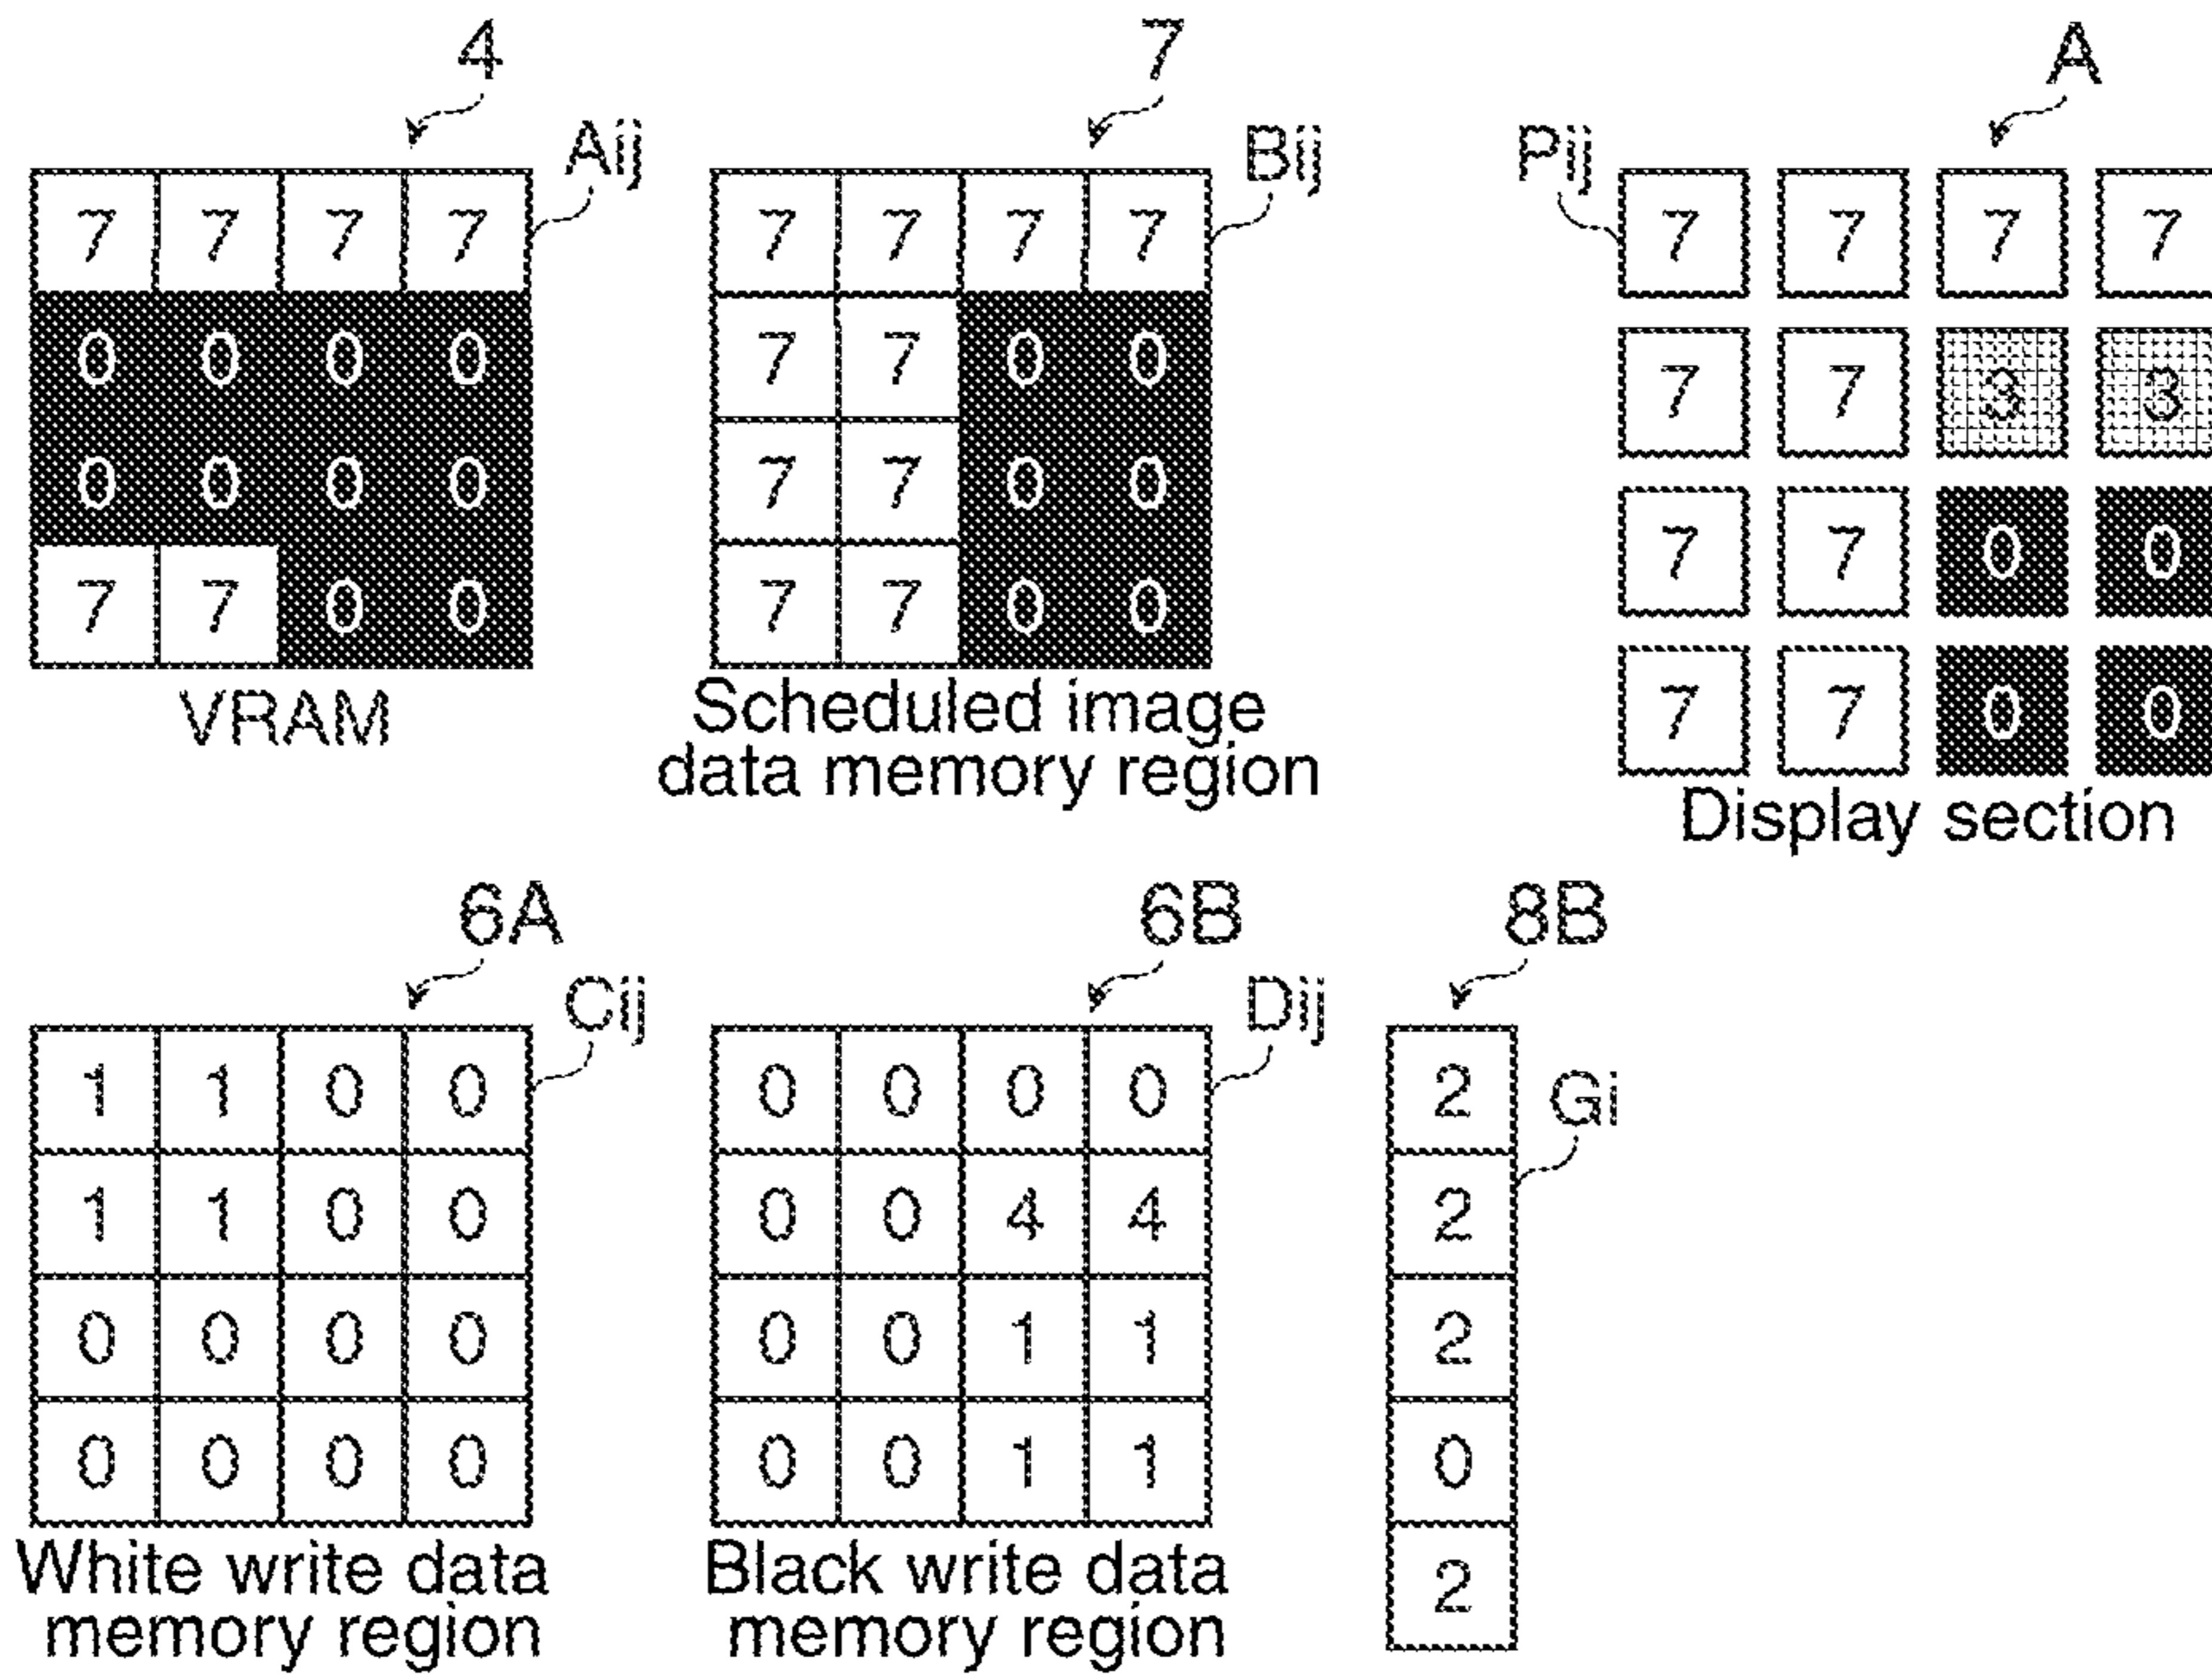 4
7
A
Aij
Bij
Pij
7 7 7 7
0 0 0 0
0 0 0 0
7 7 0 0
VRAM
7 7 7 7
7 7 0 0
7 7 0 0
7 7 0 0
Scheduled image
data memory region
7 7 7 7
7 7 3 3
7 7 0 0
7 7 0 0
Display section
6A
6B
8B
Cij
Dij
Gi
1 1 0 0
1 1 0 0
0 0 0 0
0 0 0 0
White write data
memory region
0 0 0 0
0 0 4 4
0 0 1 1
0 0 1 1
Black write data
memory region
2
2
2
0
2